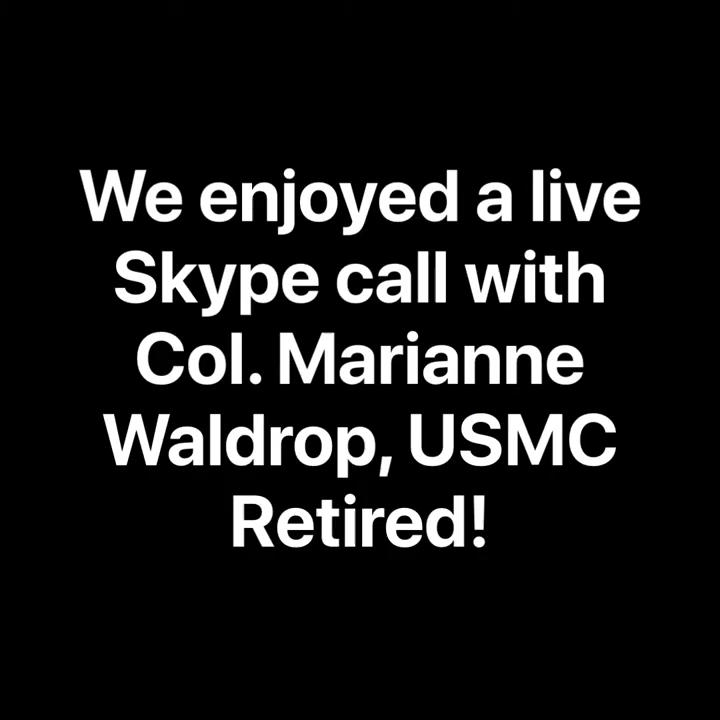 We enjoyed a live
Skype call with
Col. Marianne
Waldrop, USMC
Retired!